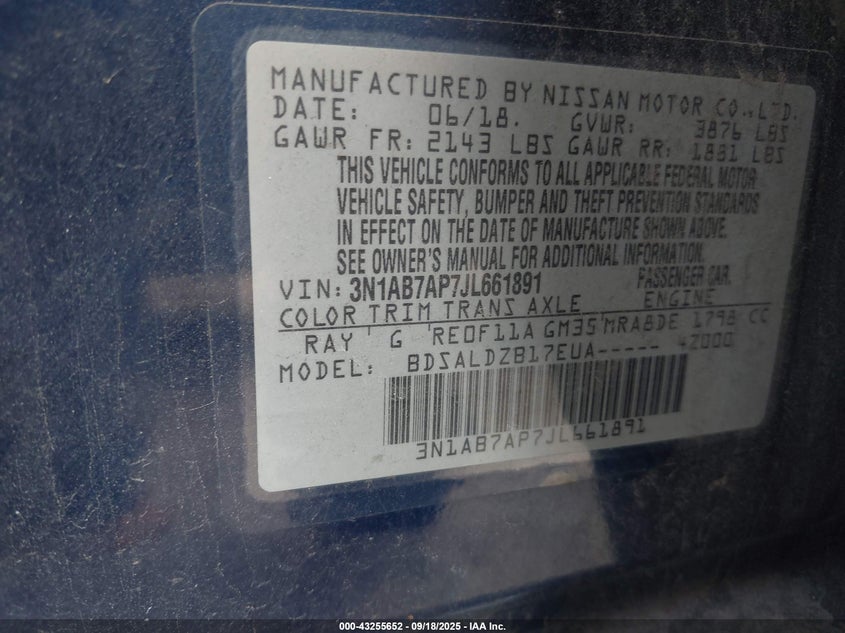 MANUFACTURED BY NISSAN MOTOR CO.,LTD.
DATE: 06/18. GVWR: 3876 LBS
GAWR FR: 2143 LBS GAWR RR: 1881 LBS
THIS VEHICLE CONFORMS TO ALL APPLICABLE FEDERAL MOTOR
VEHICLE SAFETY, BUMPER AND THEFT PREVENTION STANDARDS
IN EFFECT ON THE DATE OF MANUFACTURE SHOWN ABOVE.
SEE OWNER'S MANUAL FOR ADDITIONAL INFORMATION.
VIN: 3N1AB7AP7JL661891 PASSENGER CAR.
COLOR TRIM TRANS AXLE ENGINE
RAY G RE0F11A GM35 MRA8DE 1798 CC
MODEL: BDSALDZB17EUA----- 42000
3N1AB7AP7JL661891
000-43255652 - 09/18/2025 - IAA Inc.